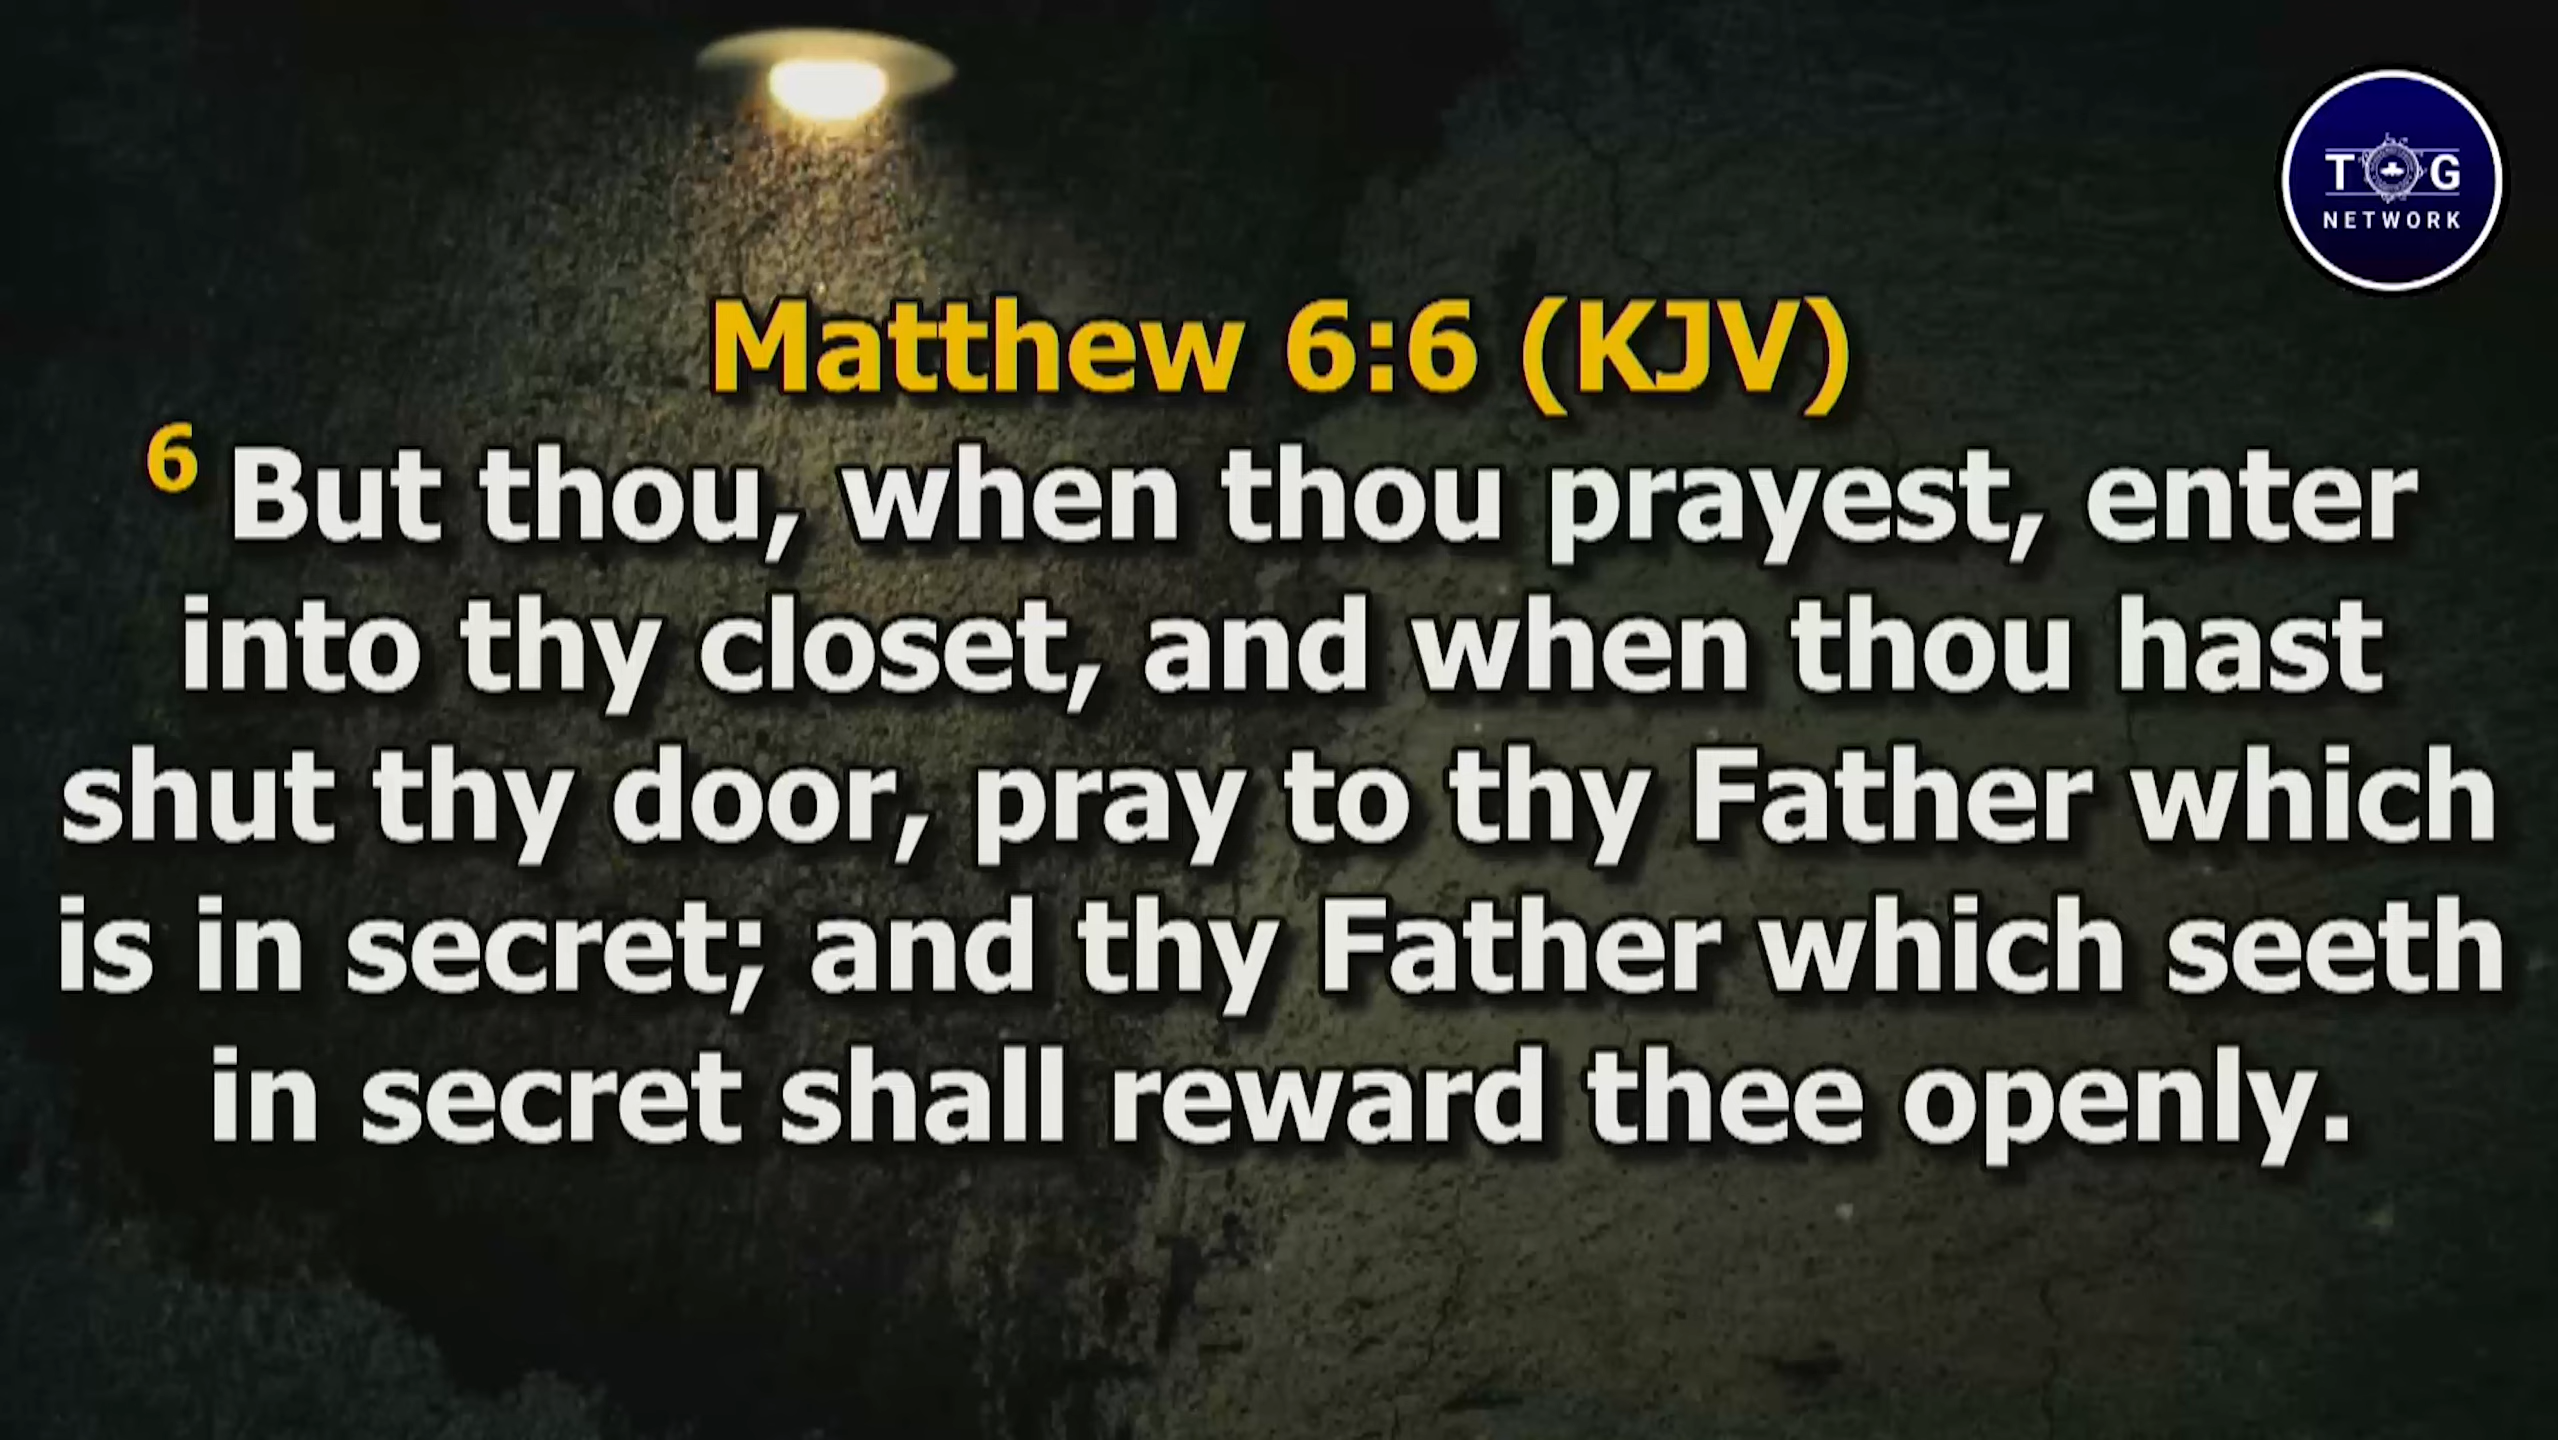 T G
NETWORK
Matthew 6:6 (KJV)
6 But thou, when thou prayest, enter
into thy closet, and when thou hast
shut thy door, pray to thy Father which
is in secret; and thy Father which seeth
in secret shall reward thee openly.